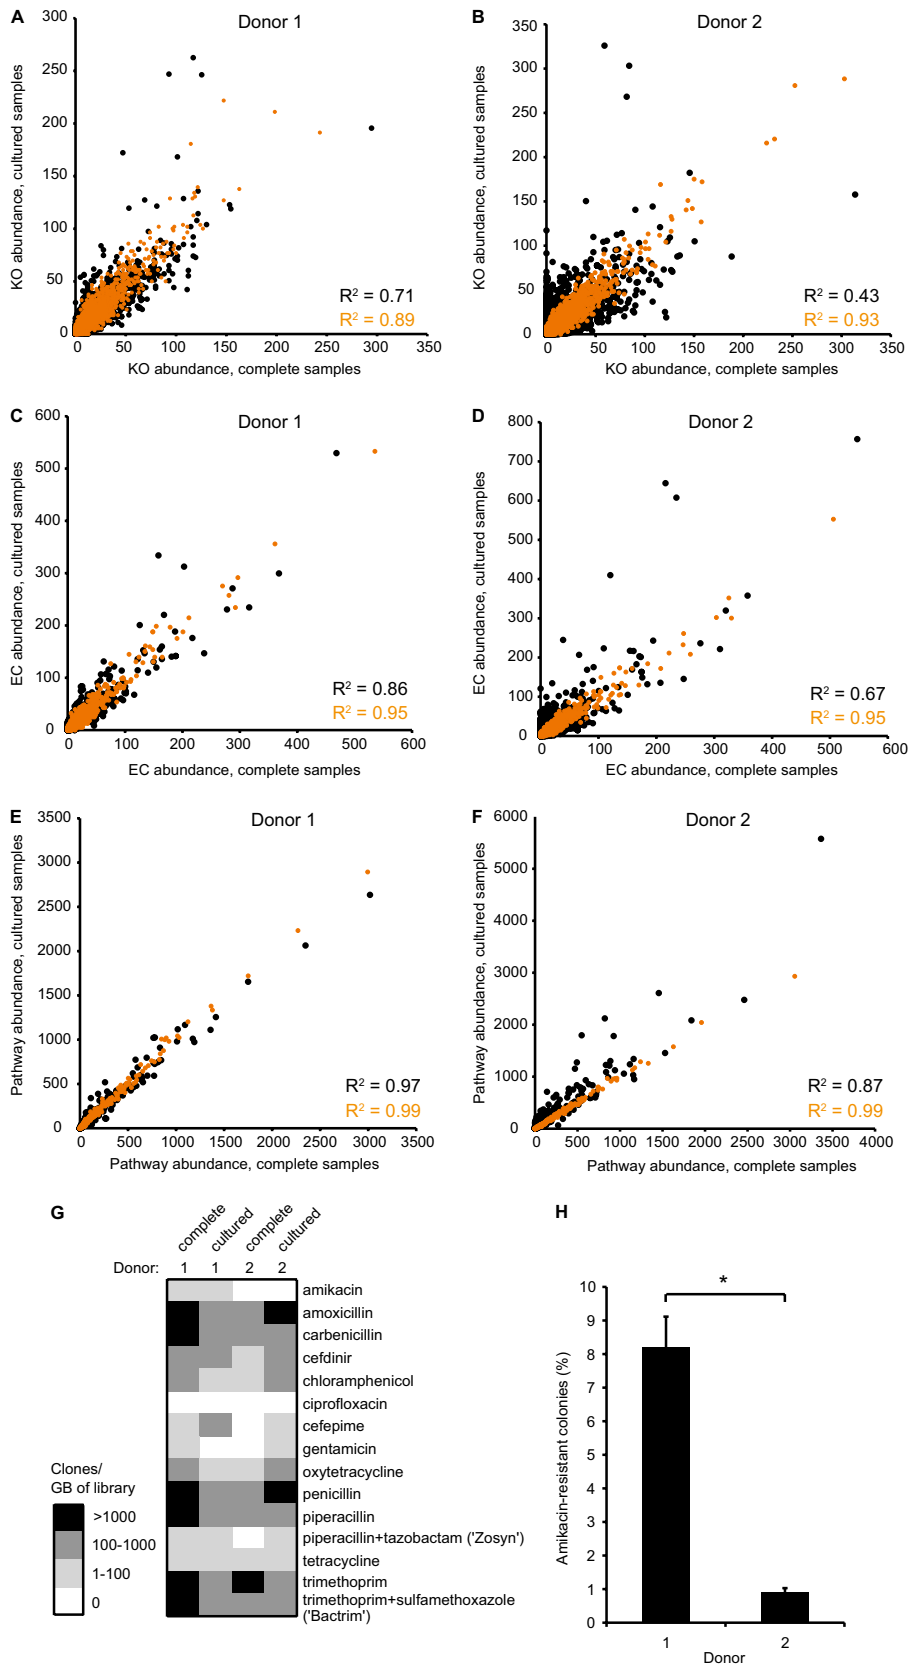 A
Donor 1
KO abundance, cultured samples
300
250
200
150
100
50
0
0 50 100 150 200 250 300 350
R² = 0.71
R² = 0.89
KO abundance, complete samples
B
Donor 2
KO abundance, cultured samples
350
300
250
200
150
100
50
0
0 50 100 150 200 250 300 350
R² = 0.43
R² = 0.93
KO abundance, complete samples
C
Donor 1
EC abundance, cultured samples
600
500
400
300
200
100
0
0 100 200 300 400 500 600
R² = 0.86
R² = 0.95
EC abundance, complete samples
D
Donor 2
EC abundance, cultured samples
800
700
600
500
400
300
200
100
0
0 100 200 300 400 500 600
R² = 0.67
R² = 0.95
EC abundance, complete samples
E
Donor 1
Pathway abundance, cultured samples
3500
3000
2500
2000
1500
1000
500
0
0 500 1000 1500 2000 2500 3000 3500
R² = 0.97
R² = 0.99
Pathway abundance, complete samples
F
Donor 2
Pathway abundance, cultured samples
6000
5000
4000
3000
2000
1000
0
0 500 1000 1500 2000 2500 3000 3500 4000
R² = 0.87
R² = 0.99
Pathway abundance, complete samples
G
complete cultured complete cultured
Donor: 1 1 2 2
amikacin
amoxicillin
carbenicillin
cefdinir
chloramphenicol
ciprofloxacin
cefepime
gentamicin
oxytetracycline
penicillin
piperacillin
piperacillin+tazobactam ('Zosyn')
tetracycline
trimethoprim
trimethoprim+sulfamethoxazole
('Bactrim')
Clones/
GB of library
>1000
100-1000
1-100
0
H
Amikacin-resistant colonies (%)
10
9
8
7
6
5
4
3
2
1
0
*
1 2
Donor